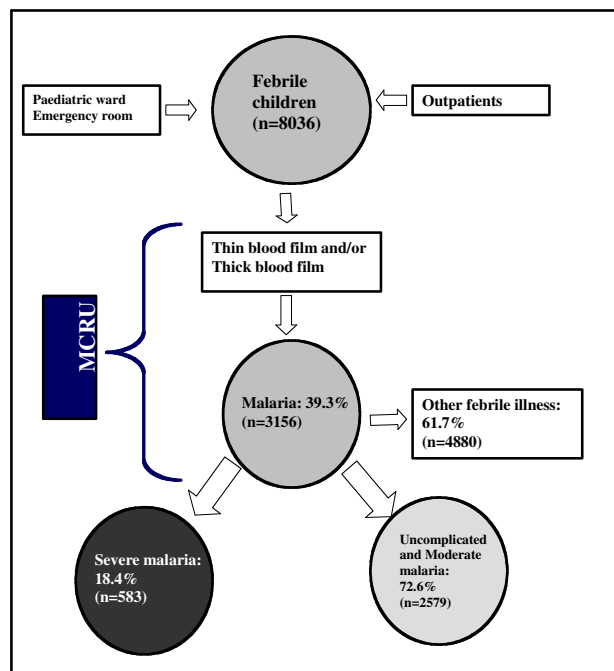 Febrile
children
(n=8036)
Paediatric ward
Emergency room
Outpatients
Thin blood film and/or
Thick blood film
MCRU
Malaria: 39.3%
(n=3156)
Other febrile illness:
61.7%
(n=4880)
Severe malaria:
18.4%
(n=583)
Uncomplicated
and Moderate
malaria:
72.6%
(n=2579)